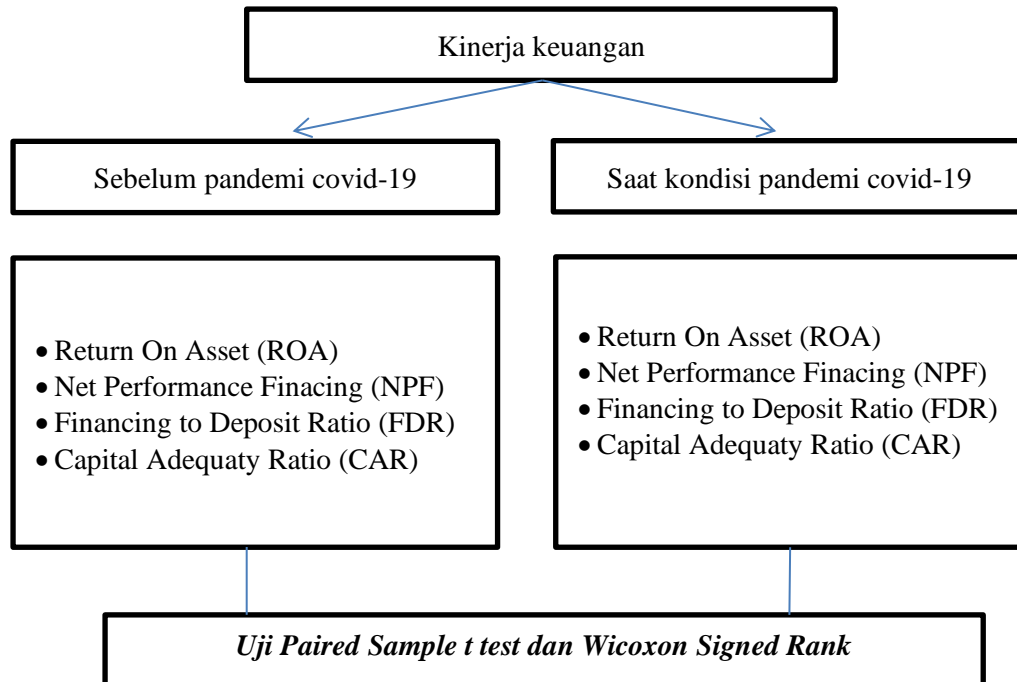 Kinerja keuangan
Sebelum pandemi covid-19
Saat kondisi pandemi covid-19
• Return On Asset (ROA)
• Net Performance Finacing (NPF)
• Financing to Deposit Ratio (FDR)
• Capital Adequaty Ratio (CAR)
• Return On Asset (ROA)
• Net Performance Finacing (NPF)
• Financing to Deposit Ratio (FDR)
• Capital Adequaty Ratio (CAR)
Uji Paired Sample t test dan Wicoxon Signed Rank